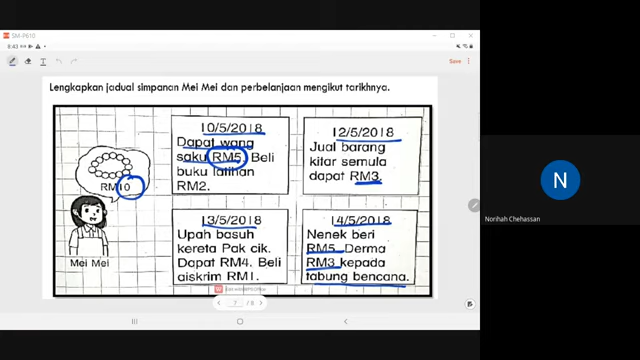 SM-P610
8:43
Save
Lengkapkan jadual simpanan Mei Mei dan perbelanjaan mengikut tarikhnya.
RM10
Mei Mei
10/5/2018
Dapat wang
saku RM5. Beli
buku latihan
RM2.
12/5/2018
Jual barang
kitar semula
dapat RM3.
13/5/2018
Upah basuh
kereta Pak cik.
Dapat RM4. Beli
aiskrim RM1.
14/5/2018
Nenek beri
RM5. Derma
RM3 kepada
tabung bencana.
7 / 8
N
Norihah Chehassan